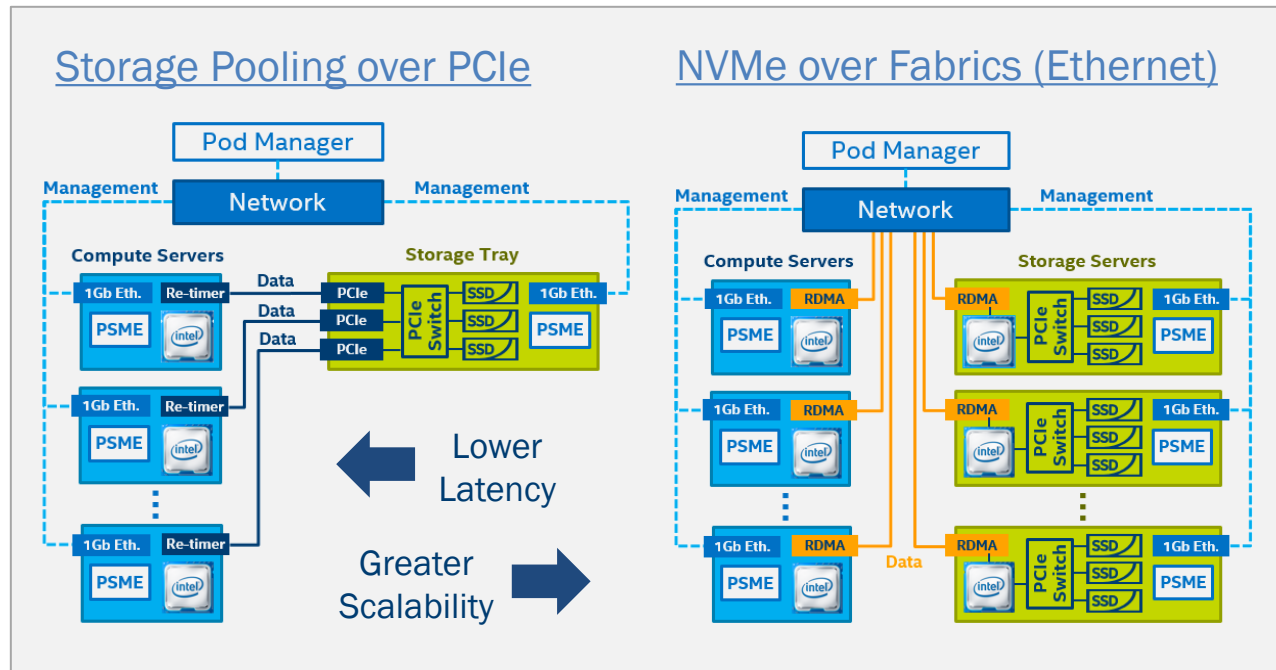 Storage Pooling over PCIe
Pod Manager
Management
Management
Network
Compute Servers
Storage Tray
1Gb Eth.
Re-timer
Data
PCIe
SSD
1Gb Eth.
PSME
intel
Data
PCIe
PCIe
Switch
SSD
PSME
Data
PCIe
SSD
1Gb Eth.
Re-timer
PSME
intel
1Gb Eth.
Re-timer
PSME
intel
Lower
Latency
Greater
Scalability
NVMe over Fabrics (Ethernet)
Pod Manager
Management
Management
Network
Compute Servers
Storage Servers
1Gb Eth.
RDMA
PSME
intel
1Gb Eth.
RDMA
PSME
intel
1Gb Eth.
RDMA
PSME
intel
Data
RDMA
intel
PCIe
Switch
SSD
SSD
SSD
1Gb Eth.
PSME
RDMA
intel
PCIe
Switch
SSD
SSD
SSD
1Gb Eth.
PSME
RDMA
intel
PCIe
Switch
SSD
SSD
SSD
1Gb Eth.
PSME